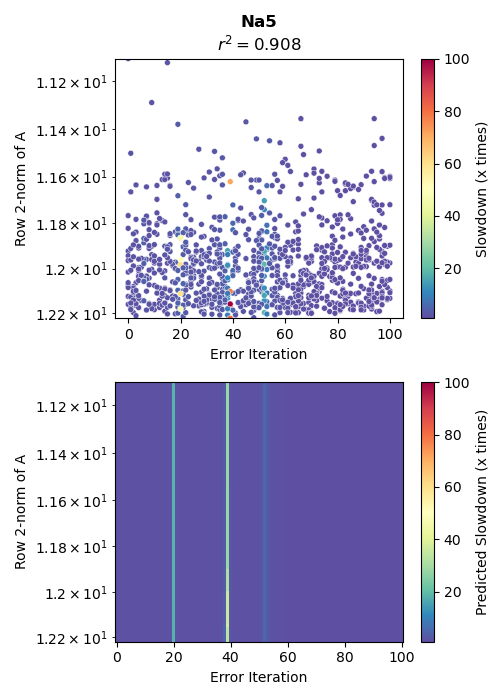 Na5
r² = 0.908
1.12 × 10¹
1.14 × 10¹
1.16 × 10¹
1.18 × 10¹
1.2 × 10¹
1.22 × 10¹
Row 2-norm of A
0 20 40 60 80 100
Error Iteration
100
80
60
40
20
Slowdown (x times)
1.12 × 10¹
1.14 × 10¹
1.16 × 10¹
1.18 × 10¹
1.2 × 10¹
1.22 × 10¹
Row 2-norm of A
0 20 40 60 80 100
Error Iteration
100
80
60
40
20
Predicted Slowdown (x times)